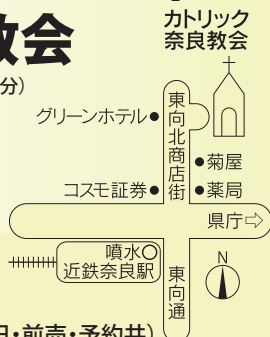 カトリック
奈良教会
教会
分）
グリーンホテル●
東向北商店街
●菊屋
コスモ証券●
●薬局
県庁⇨
噴水○
近鉄奈良駅
東向通
N
日・前売・予約共）